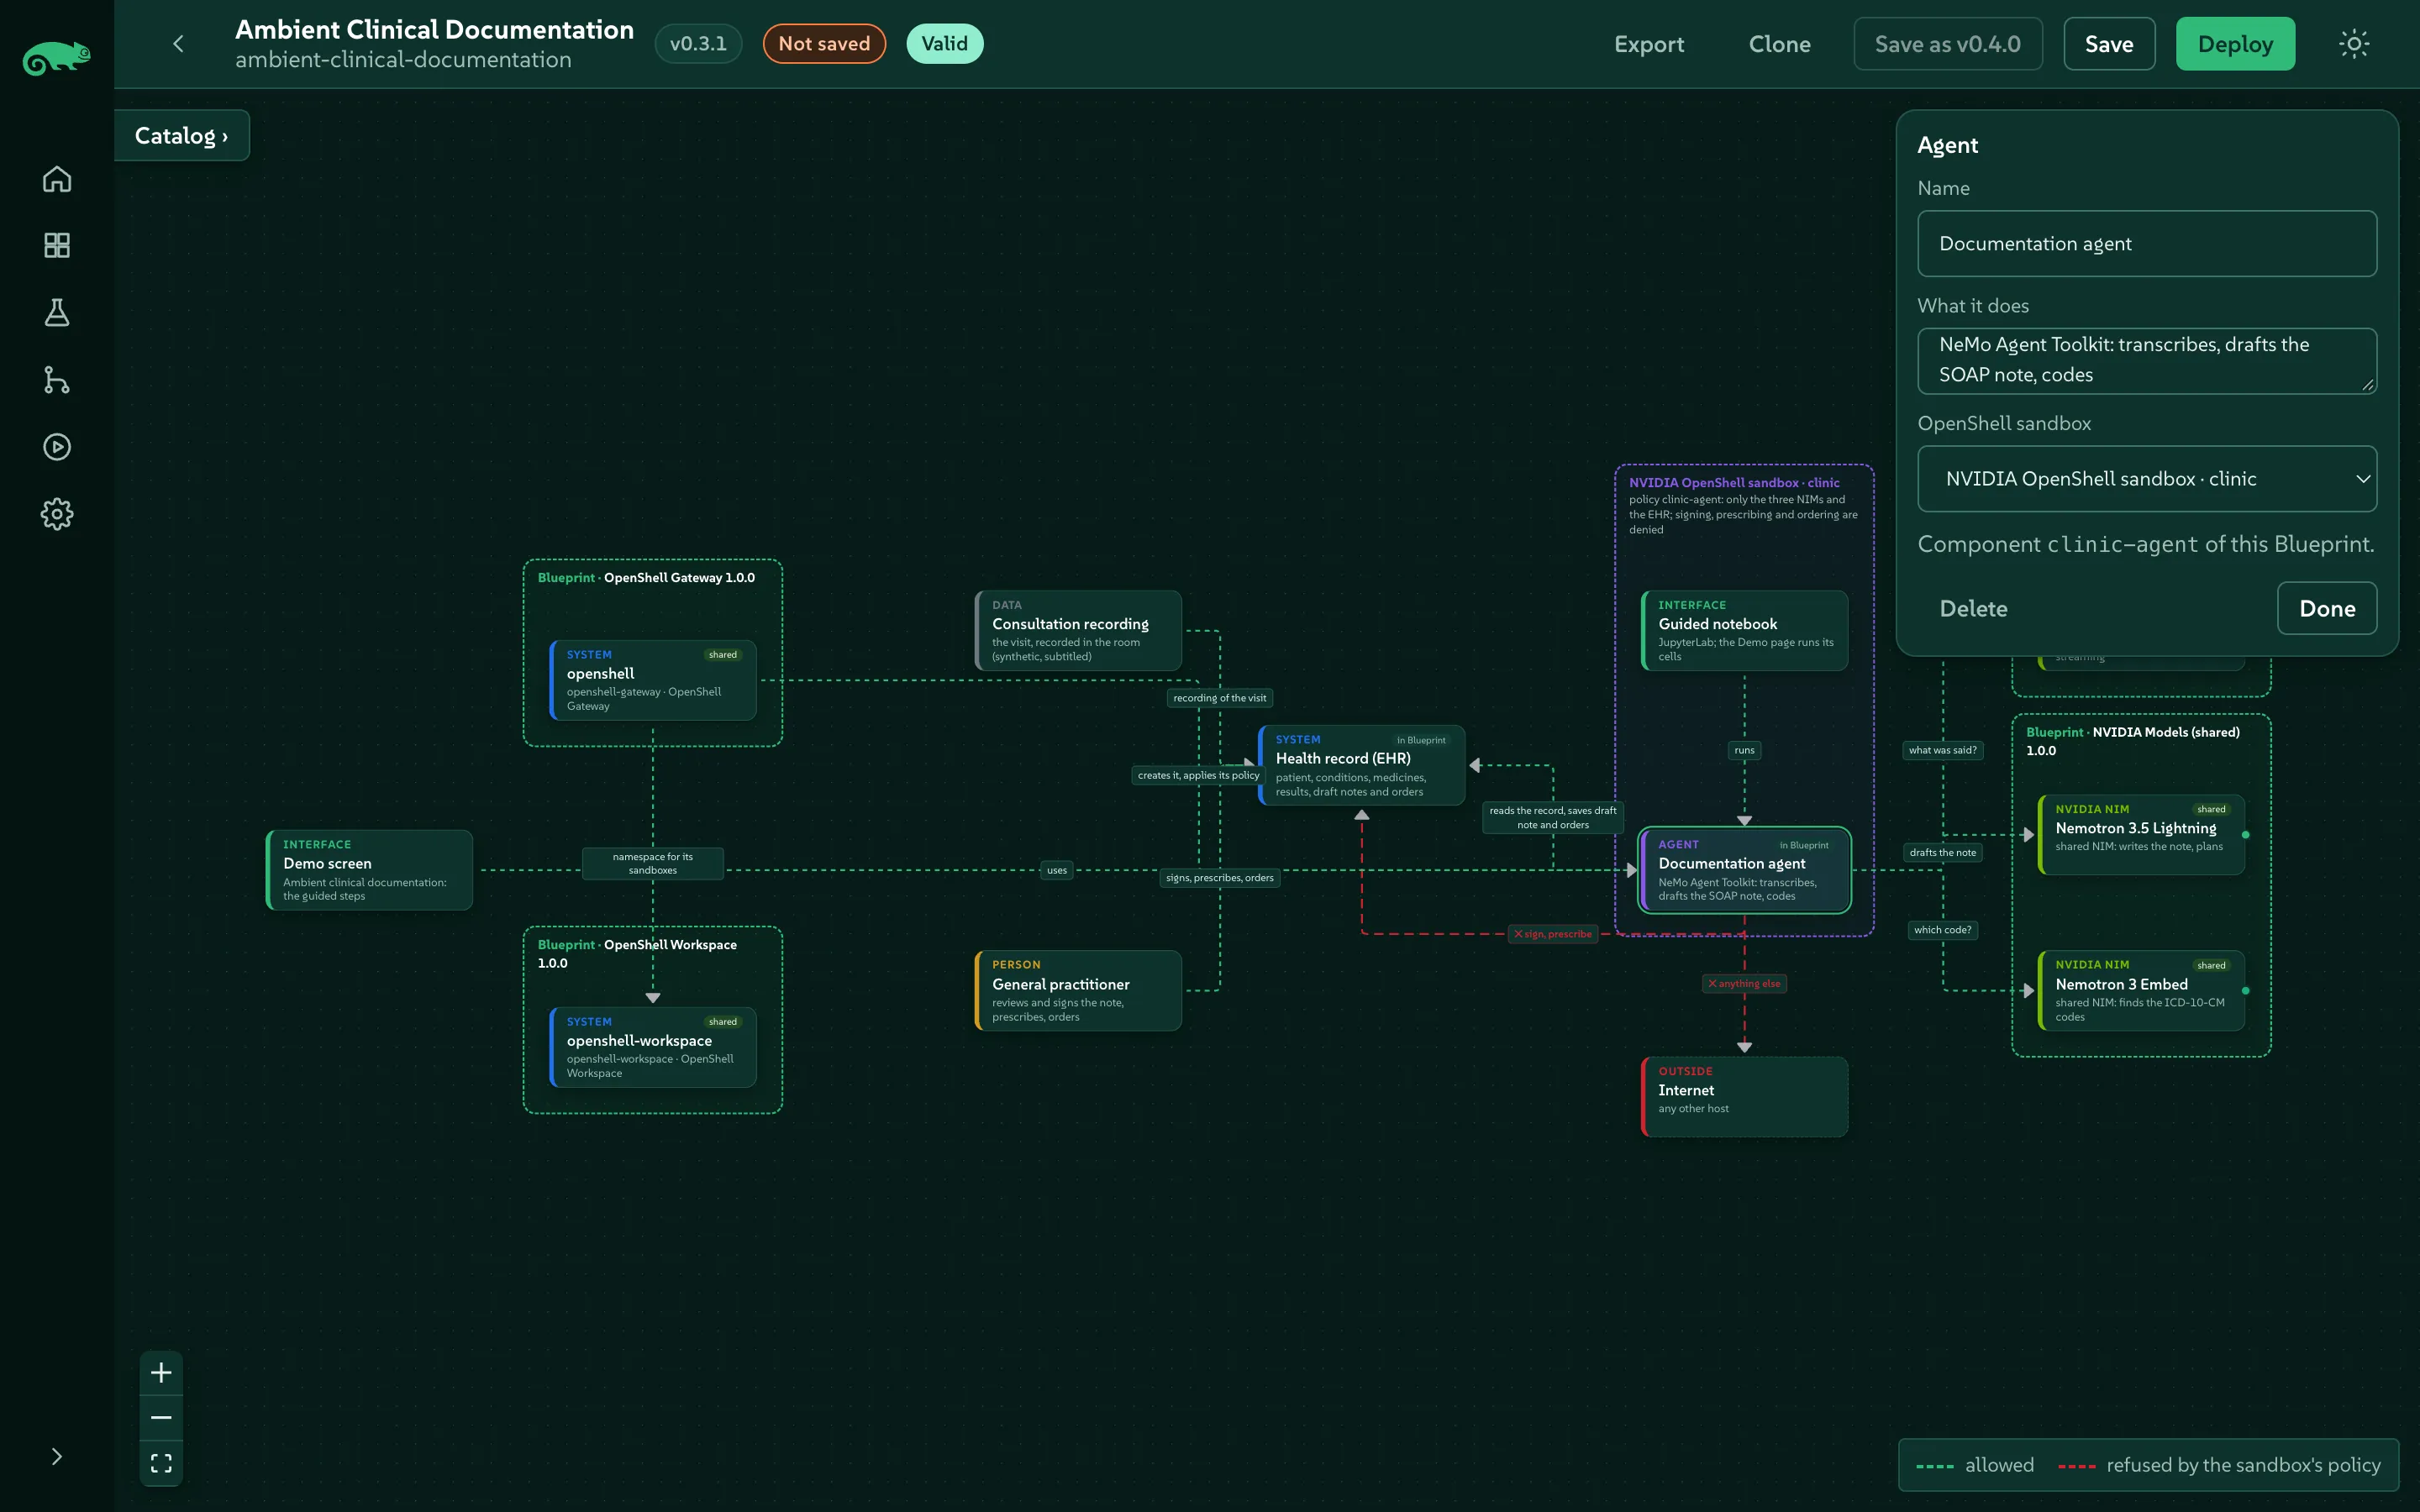 Ambient Clinical Documentation
ambient-clinical-documentation
v0.3.1
Not saved
Valid
Export
Clone
Save as v0.4.0
Save
Deploy
Catalog ›
Agent
Name
Documentation agent
What it does
NeMo Agent Toolkit: transcribes, drafts the
SOAP note, codes
OpenShell sandbox
NVIDIA OpenShell sandbox · clinic
Component clinic-agent of this Blueprint.
Delete
Done
NVIDIA OpenShell sandbox · clinic
policy clinic-agent: only the three NIMs and
the EHR; signing, prescribing and ordering are
denied
INTERFACE
Guided notebook
JupyterLab; the Demo page runs its
cells
runs
AGENT
in Blueprint
Documentation agent
NeMo Agent Toolkit: transcribes,
drafts the SOAP note, codes
Blueprint · OpenShell Gateway 1.0.0
SYSTEM
shared
openshell
openshell-gateway · OpenShell
Gateway
DATA
Consultation recording
the visit, recorded in the room
(synthetic, subtitled)
recording of the visit
creates it, applies its policy
SYSTEM
in Blueprint
Health record (EHR)
patient, conditions, medicines,
results, draft notes and orders
reads the record, saves draft
note and orders
INTERFACE
Demo screen
Ambient clinical documentation:
the guided steps
namespace for its
sandboxes
uses
signs, prescribes, orders
Blueprint · OpenShell Workspace
1.0.0
SYSTEM
shared
openshell-workspace
openshell-workspace · OpenShell
Workspace
PERSON
General practitioner
reviews and signs the note,
prescribes, orders
✕ sign, prescribe
✕ anything else
OUTSIDE
Internet
any other host
streaming
what was said?
drafts the note
which code?
Blueprint · NVIDIA Models (shared)
1.0.0
NVIDIA NIM
shared
Nemotron 3.5 Lightning
shared NIM: writes the note, plans
NVIDIA NIM
shared
Nemotron 3 Embed
shared NIM: finds the ICD-10-CM
codes
allowed
refused by the sandbox's policy